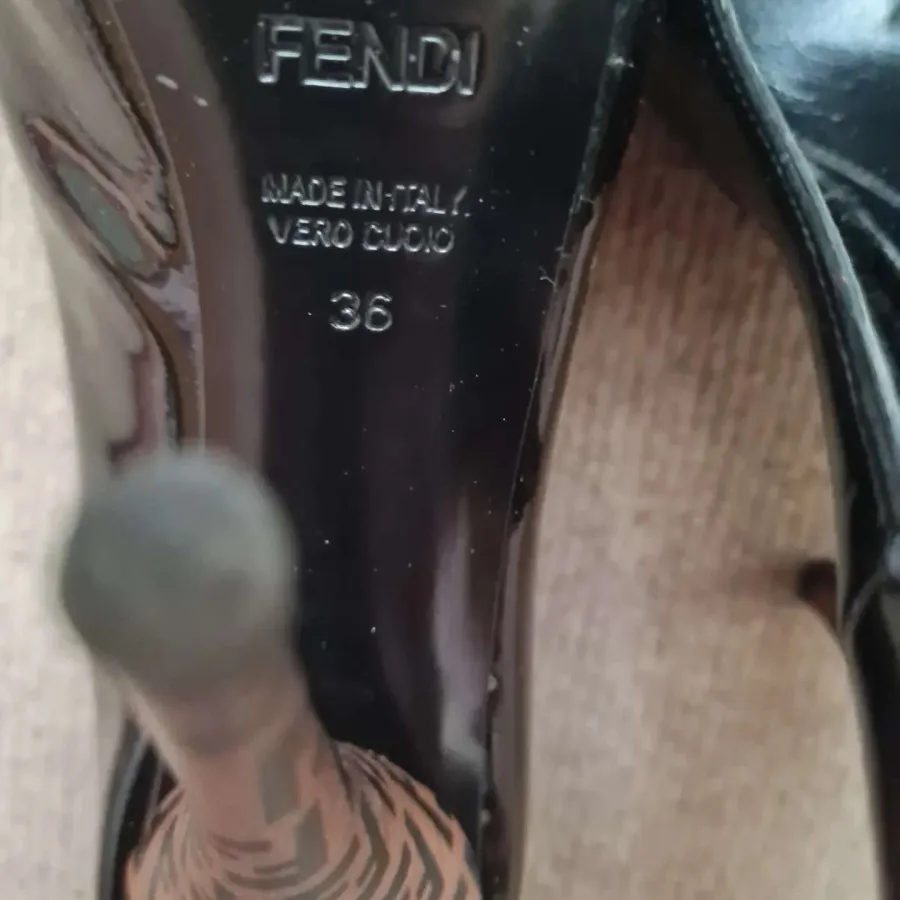 FENDI
MADE IN ITALY
VERO CUOIO
36